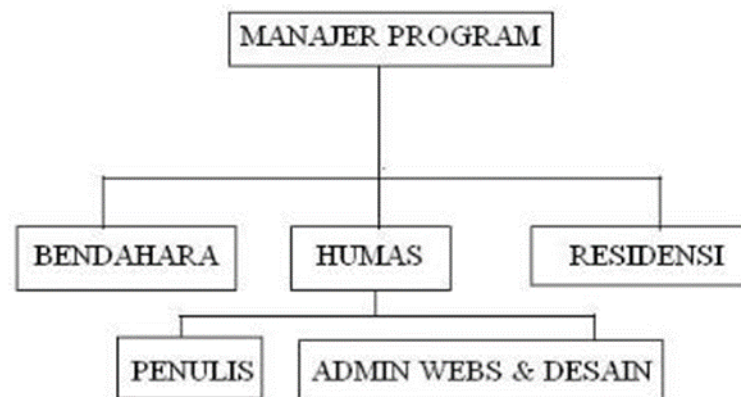 MANAJER PROGRAM
BENDAHARA
HUMAS
RESIDENSI
PENULIS
ADMIN WEBS & DESAIN